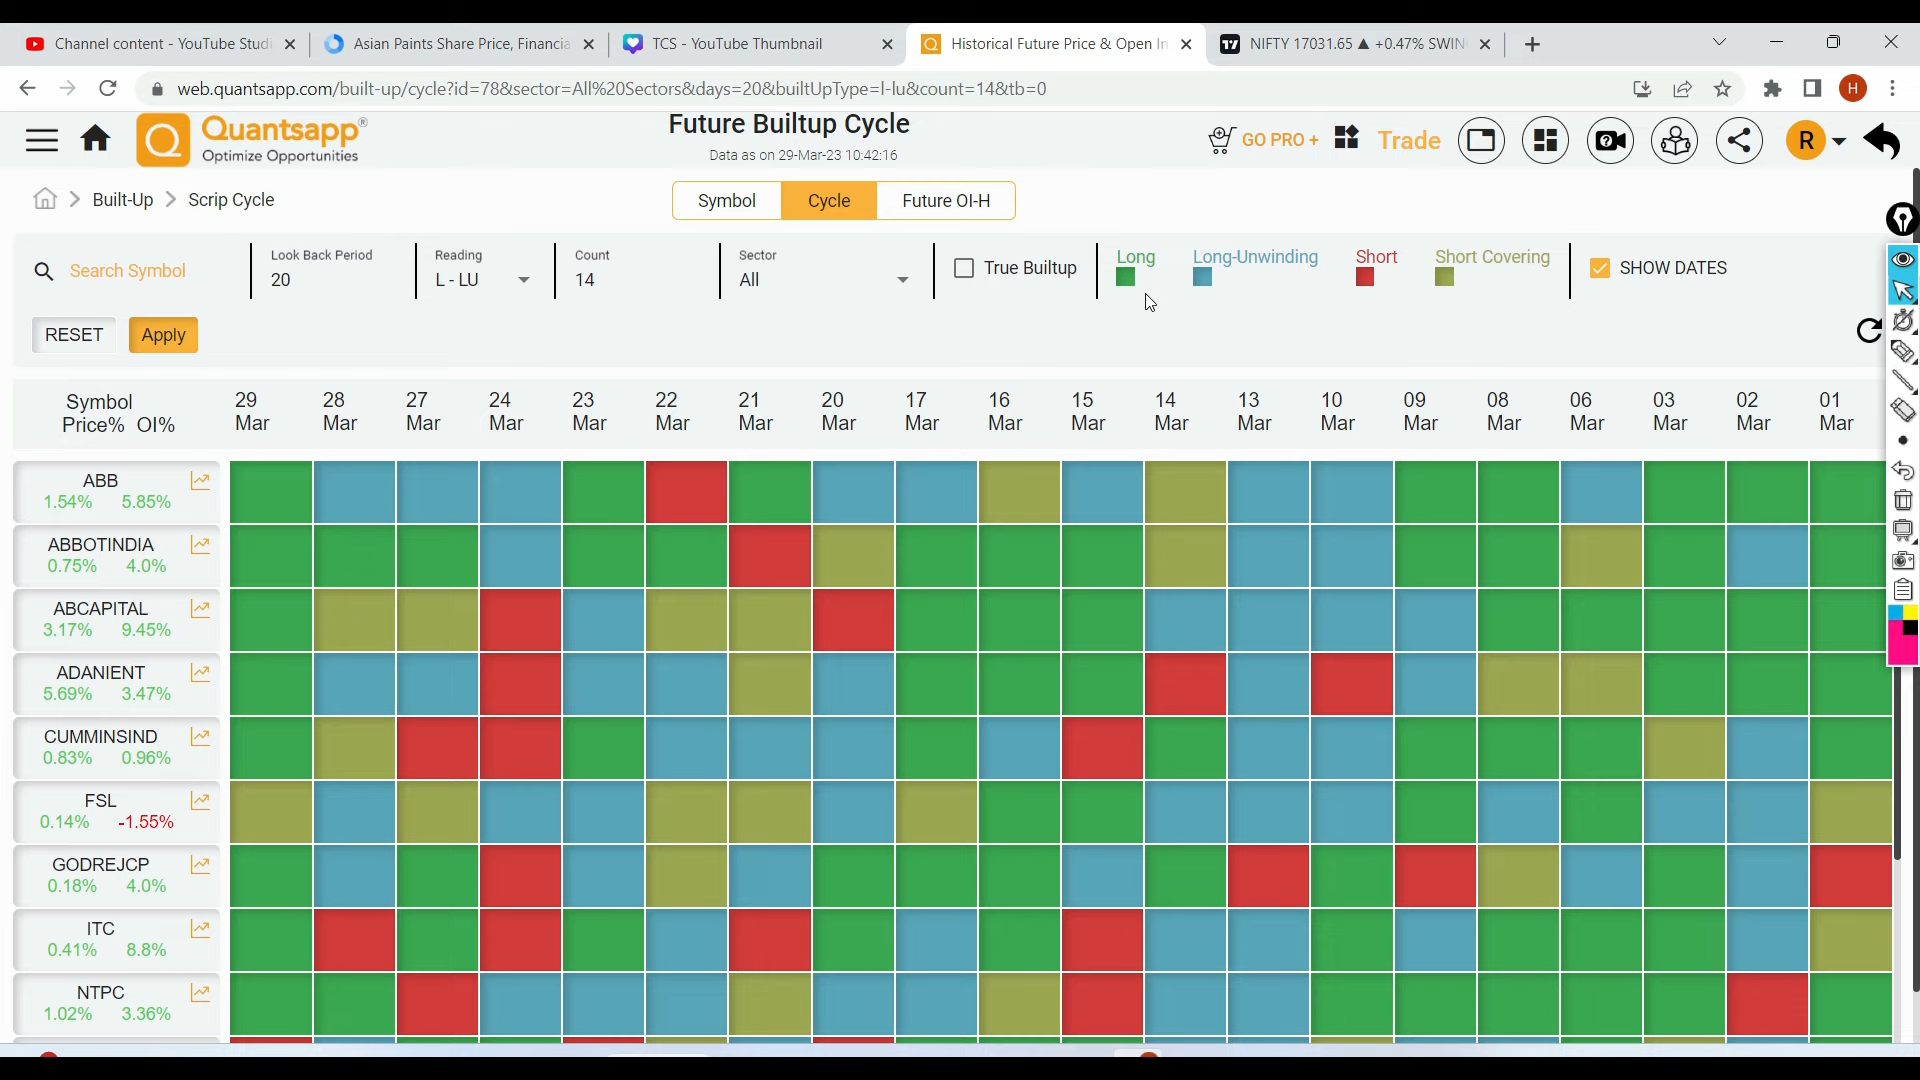 Channel content - YouTube Studi
Asian Paints Share Price, Financia
TCS - YouTube Thumbnail
Historical Future Price & Open In
NIFTY 17031.65 ▲ +0.47% SWIN
web.quantsapp.com/built-up/cycle?id=78&sector=All%20Sectors&days=20&builtUpType=l-lu&count=14&tb=0
H
Quantsapp®
Optimize Opportunities
Future Builtup Cycle
Data as on 29-Mar-23 10:42:16
GO PRO +
Trade
R
Built-Up > Scrip Cycle
Symbol Cycle Future OI-H
Search Symbol
Look Back Period
20
Reading
L - LU
Count
14
Sector
All
True Builtup
Long
Long-Unwinding
Short
Short Covering
SHOW DATES
RESET Apply
Symbol
Price% OI%
29 Mar
28 Mar
27 Mar
24 Mar
23 Mar
22 Mar
21 Mar
20 Mar
17 Mar
16 Mar
15 Mar
14 Mar
13 Mar
10 Mar
09 Mar
08 Mar
06 Mar
03 Mar
02 Mar
01 Mar
ABB
1.54% 5.85%
ABBOTINDIA
0.75% 4.0%
ABCAPITAL
3.17% 9.45%
ADANIENT
5.69% 3.47%
CUMMINSIND
0.83% 0.96%
FSL
0.14% -1.55%
GODREJCP
0.18% 4.0%
ITC
0.41% 8.8%
NTPC
1.02% 3.36%